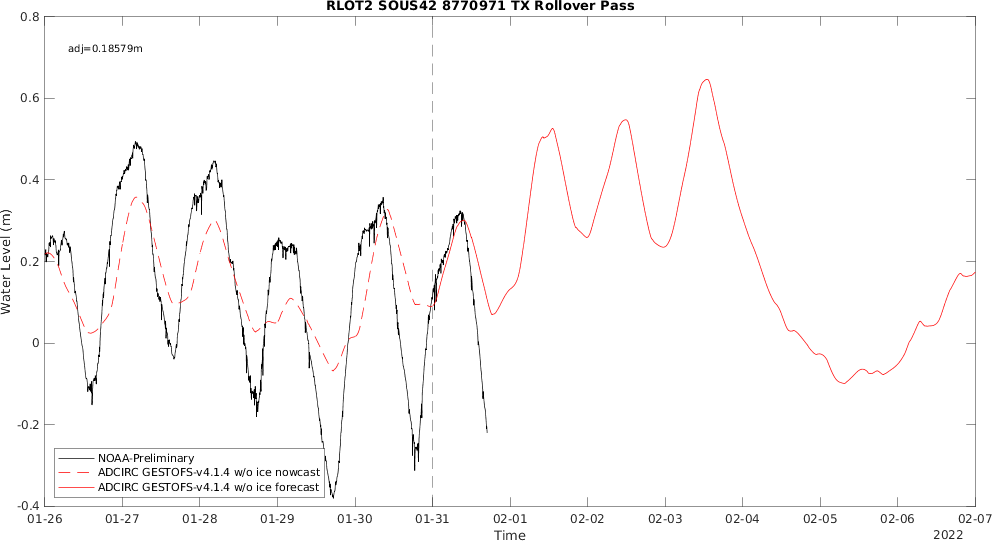 RLOT2 SOUS42 8770971 TX Rollover Pass
0.8
adj=0.18579m
0.6
0.4
0.2
0
-0.2
-0.4
Water Level (m)
NOAA-Preliminary
ADCIRC GESTOFS-v4.1.4 w/o ice nowcast
ADCIRC GESTOFS-v4.1.4 w/o ice forecast
01-26 01-27 01-28 01-29 01-30 01-31 02-01 02-02 02-03 02-04 02-05 02-06 02-07
Time
2022